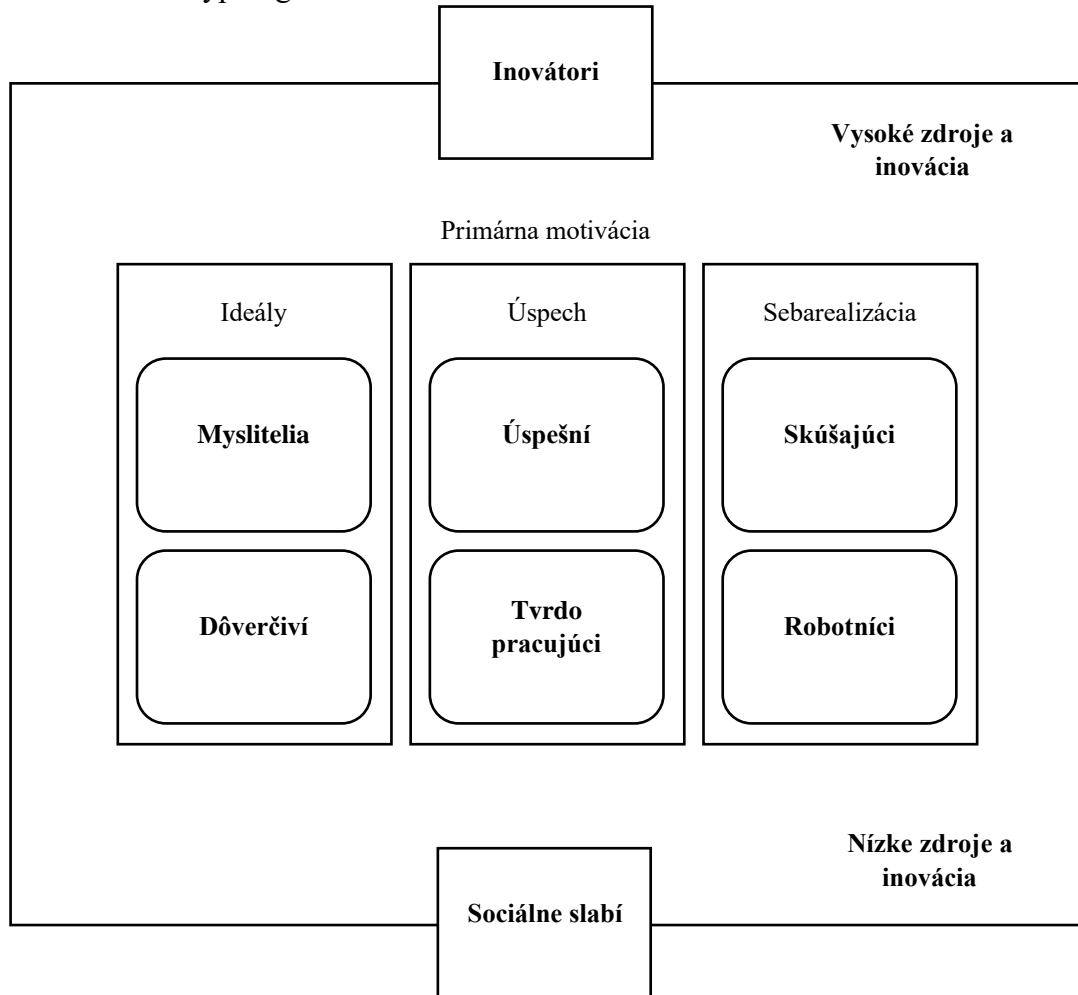 Inovátori
Vysoké zdroje a
inovácia
Primárna motivácia
Ideály
Úspech
Sebarealizácia
Myslitelia
Úspešní
Skúšajúci
Dôverčiví
Tvrdo
pracujúci
Robotníci
Nízke zdroje a
inovácia
Sociálne slabí